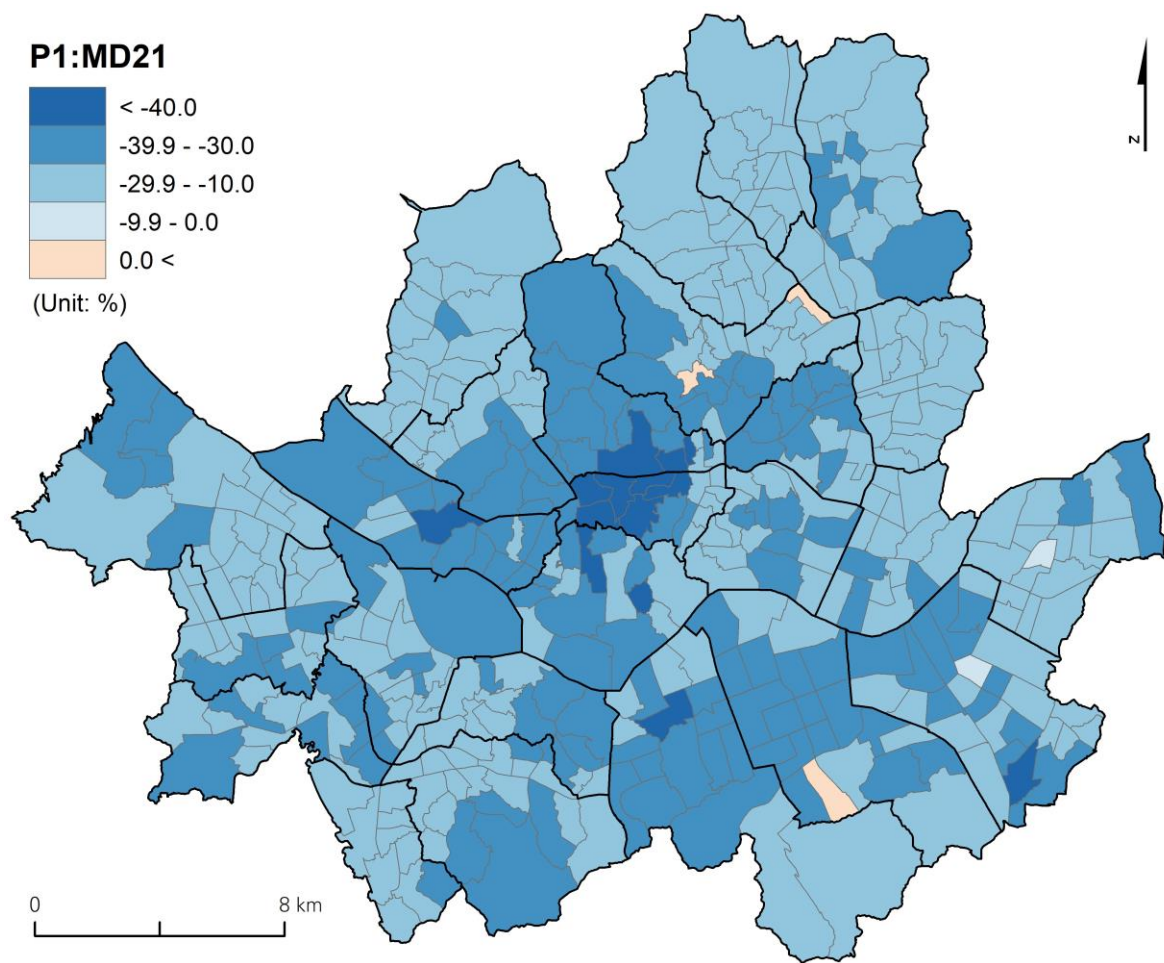 P1:MD21
< -40.0
-39.9 - -30.0
-29.9 - -10.0
-9.9 - 0.0
0.0 <
(Unit: %)
z
0 8 km